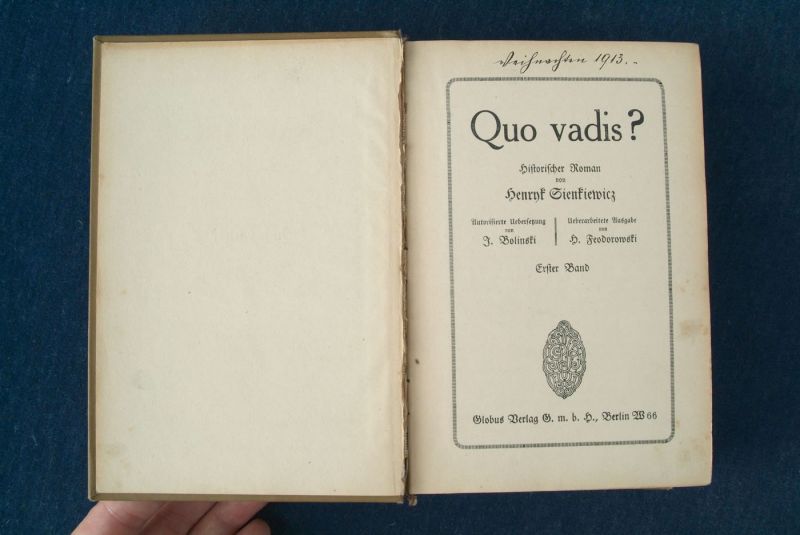 Weihnachten 1913.-
Quo vadis?
Historischer Roman
von
Henryk Sienkiewicz
Autorisierte Uebersetzung
von
J. Bolinski
Ueberarbeitete Ausgabe
von
H. Feodorowski
Erster Band
Globus Verlag G. m. b. H., Berlin W 66